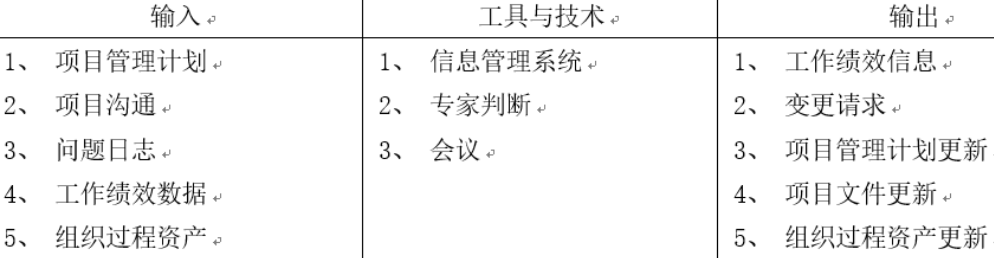 输入 工具与技术 输出
1、 项目管理计划 1、 信息管理系统 1、 工作绩效信息
2、 项目沟通 2、 专家判断 2、 变更请求
3、 问题日志 3、 会议 3、 项目管理计划更新
4、 工作绩效数据 4、 项目文件更新
5、 组织过程资产 5、 组织过程资产更新